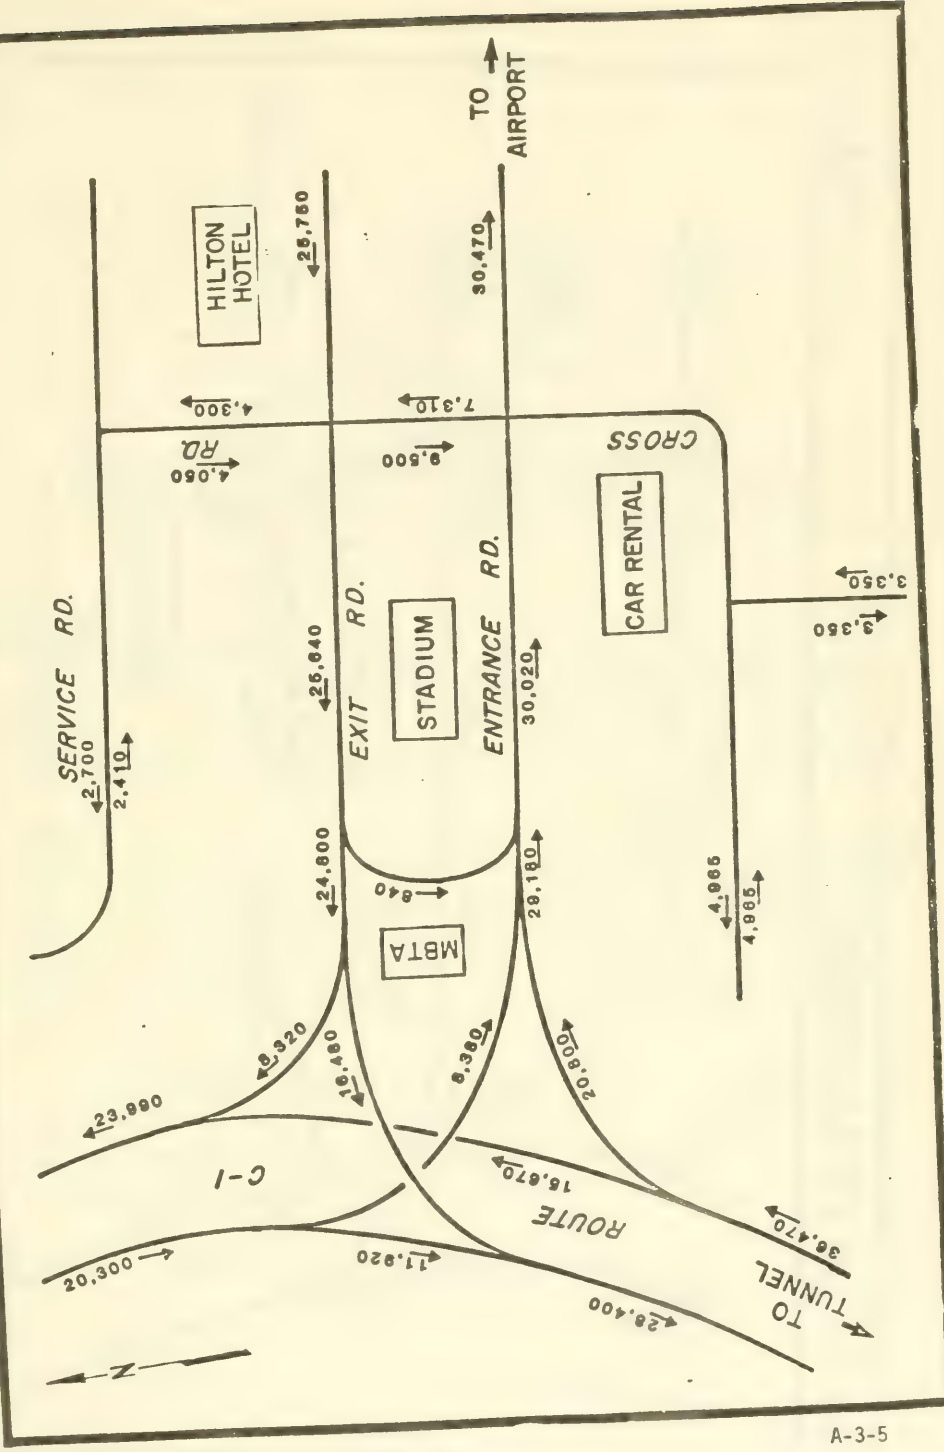 SERVICE RD.
2,700
2,410
HILTON
HOTEL
25,750
4,300
RD.
4,050
TO
AIRPORT
30,470
7,310
9,500
CROSS
CAR RENTAL
3,350
3,350
25,640
EXIT RD.
STADIUM
ENTRANCE RD.
30,020
24,800
840
29,180
MBTA
4,965
4,965
8,320
16,480
8,380
20,800
23,990
C-1
15,670
ROUTE
36,470
20,300
11,920
28,400
TO
TUNNEL
N
A-3-5